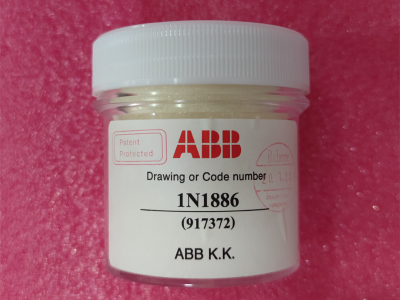 Patent
Protected
ABB
Drawing or Code number
1N1886
(917372)
ABB K.K.